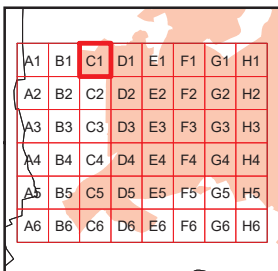 A1 B1 C1 D1 E1 F1 G1 H1
A2 B2 C2 D2 E2 F2 G2 H2
A3 B3 C3 D3 E3 F3 G3 H3
A4 B4 C4 D4 E4 F4 G4 H4
A5 B5 C5 D5 E5 F5 G5 H5
A6 B6 C6 D6 E6 F6 G6 H6